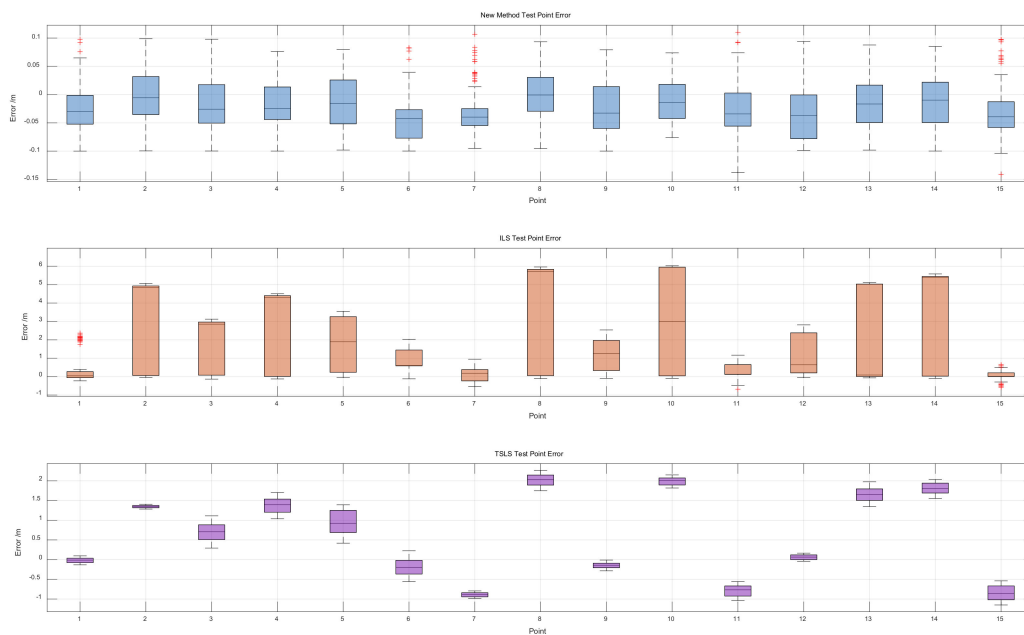 New Method Test Point Error
0.1
0.05
0
-0.05
-0.1
-0.15
Error /m
1 2 3 4 5 6 7 8 9 10 11 12 13 14 15
Point
ILS Test Point Error
6
5
4
3
2
1
0
-1
Error /m
1 2 3 4 5 6 7 8 9 10 11 12 13 14 15
Point
TSLS Test Point Error
2
1.5
1
0.5
0
-0.5
-1
Error /m
1 2 3 4 5 6 7 8 9 10 11 12 13 14 15
Point